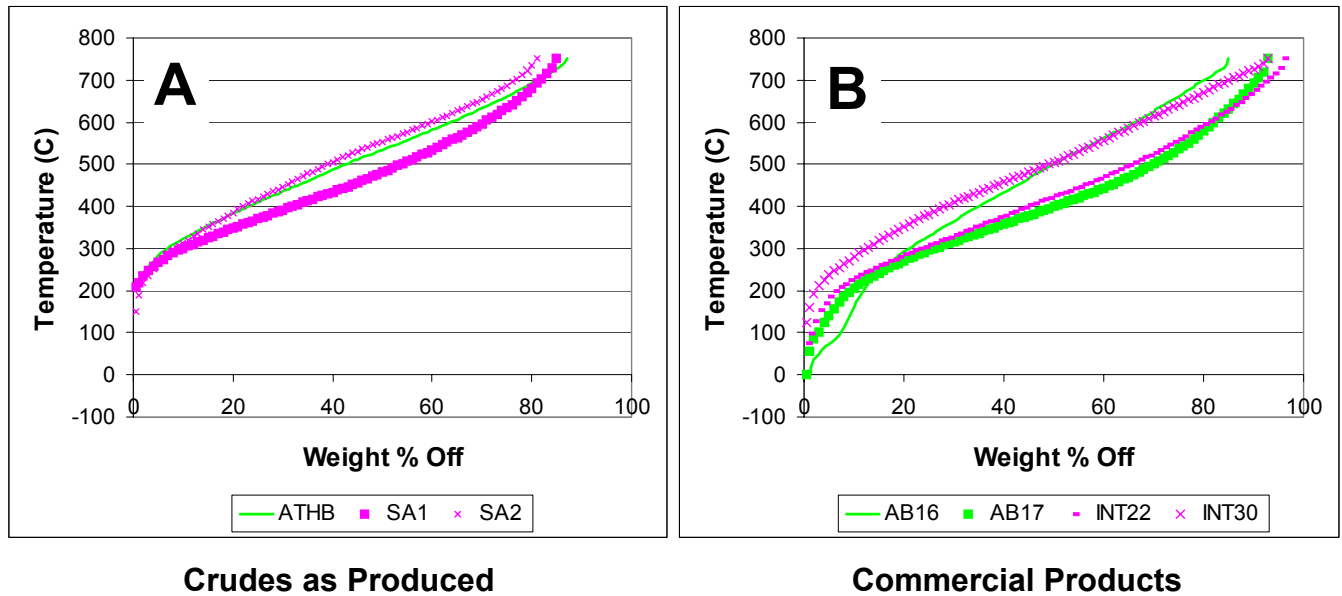 A
800
700
600
500
400
300
200
100
0
-100
0 20 40 60 80 100
Temperature (C)
Weight % Off
ATHB SA1 SA2
Crudes as Produced
B
800
700
600
500
400
300
200
100
0
-100
0 20 40 60 80 100
Temperature (C)
Weight % Off
AB16 AB17 INT22 INT30
Commercial Products